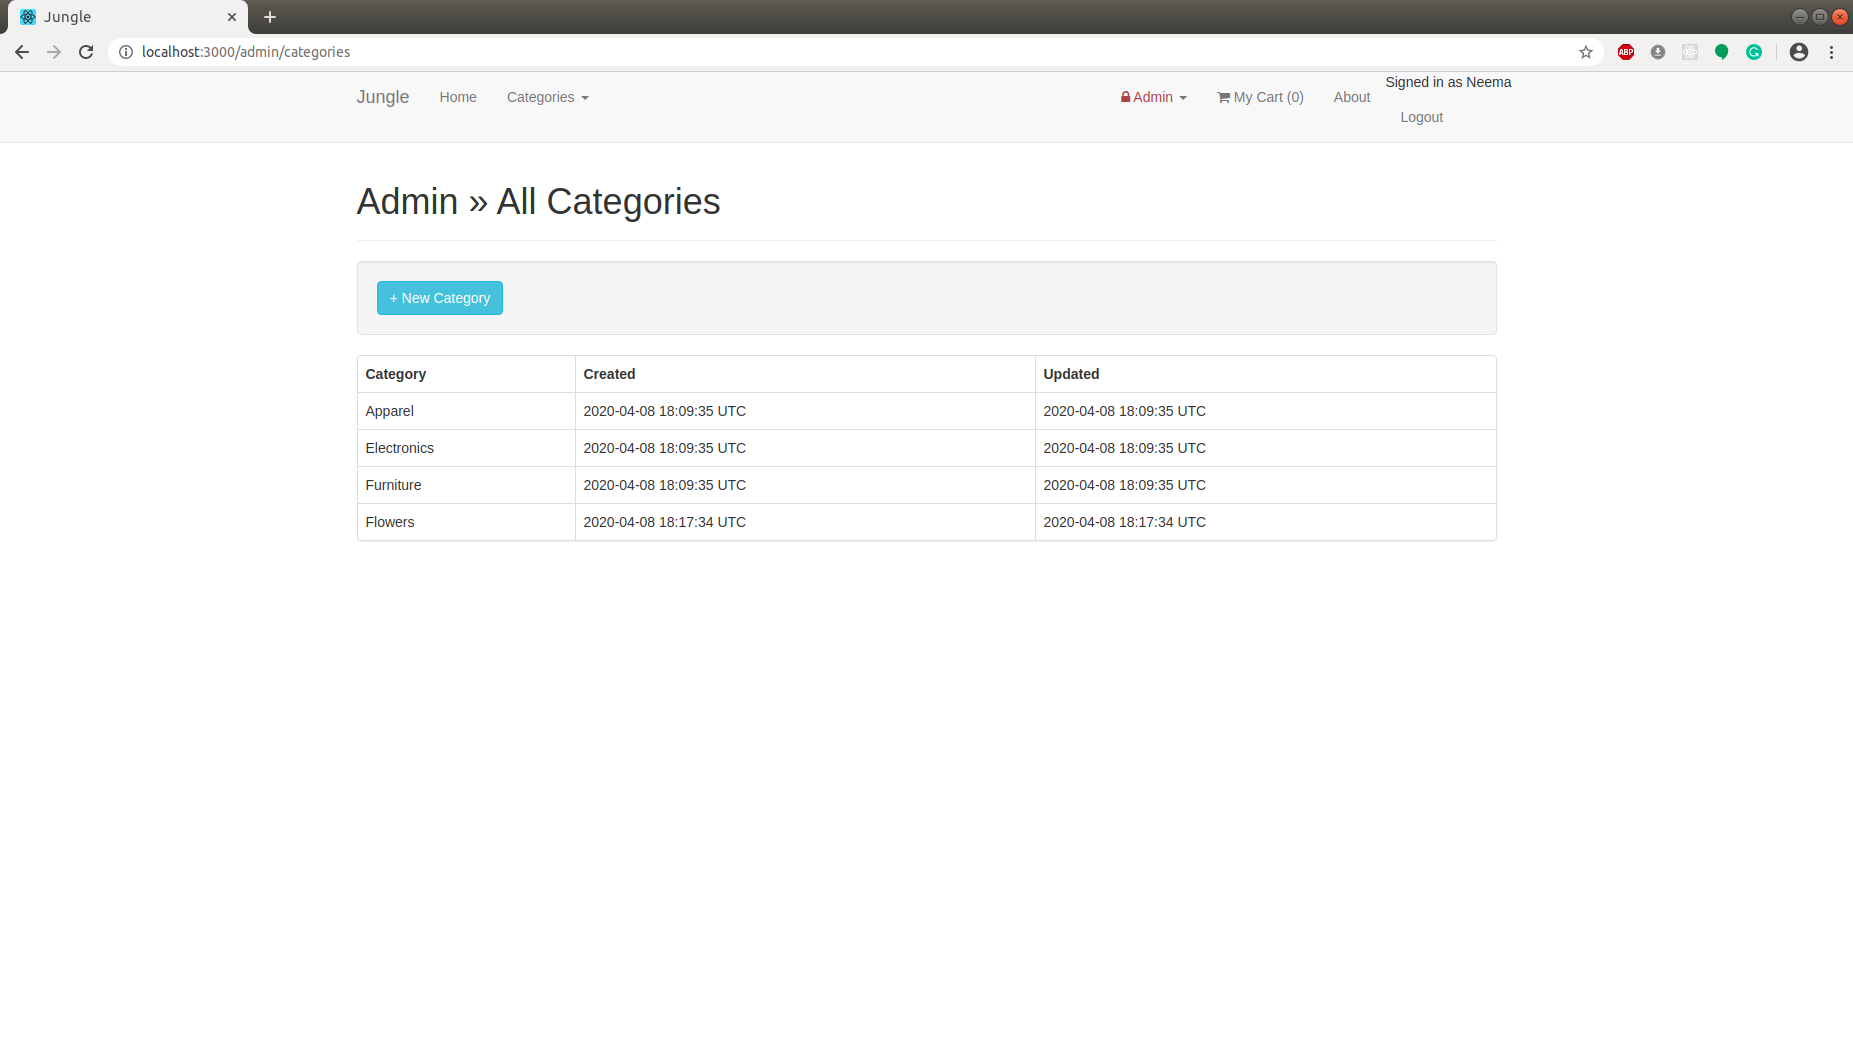 Jungle
localhost:3000/admin/categories
ABP
Jungle Home Categories Admin My Cart (0) About Signed in as Neema
Logout
Admin » All Categories
+ New Category
Category Created Updated
Apparel 2020-04-08 18:09:35 UTC 2020-04-08 18:09:35 UTC
Electronics 2020-04-08 18:09:35 UTC 2020-04-08 18:09:35 UTC
Furniture 2020-04-08 18:09:35 UTC 2020-04-08 18:09:35 UTC
Flowers 2020-04-08 18:17:34 UTC 2020-04-08 18:17:34 UTC